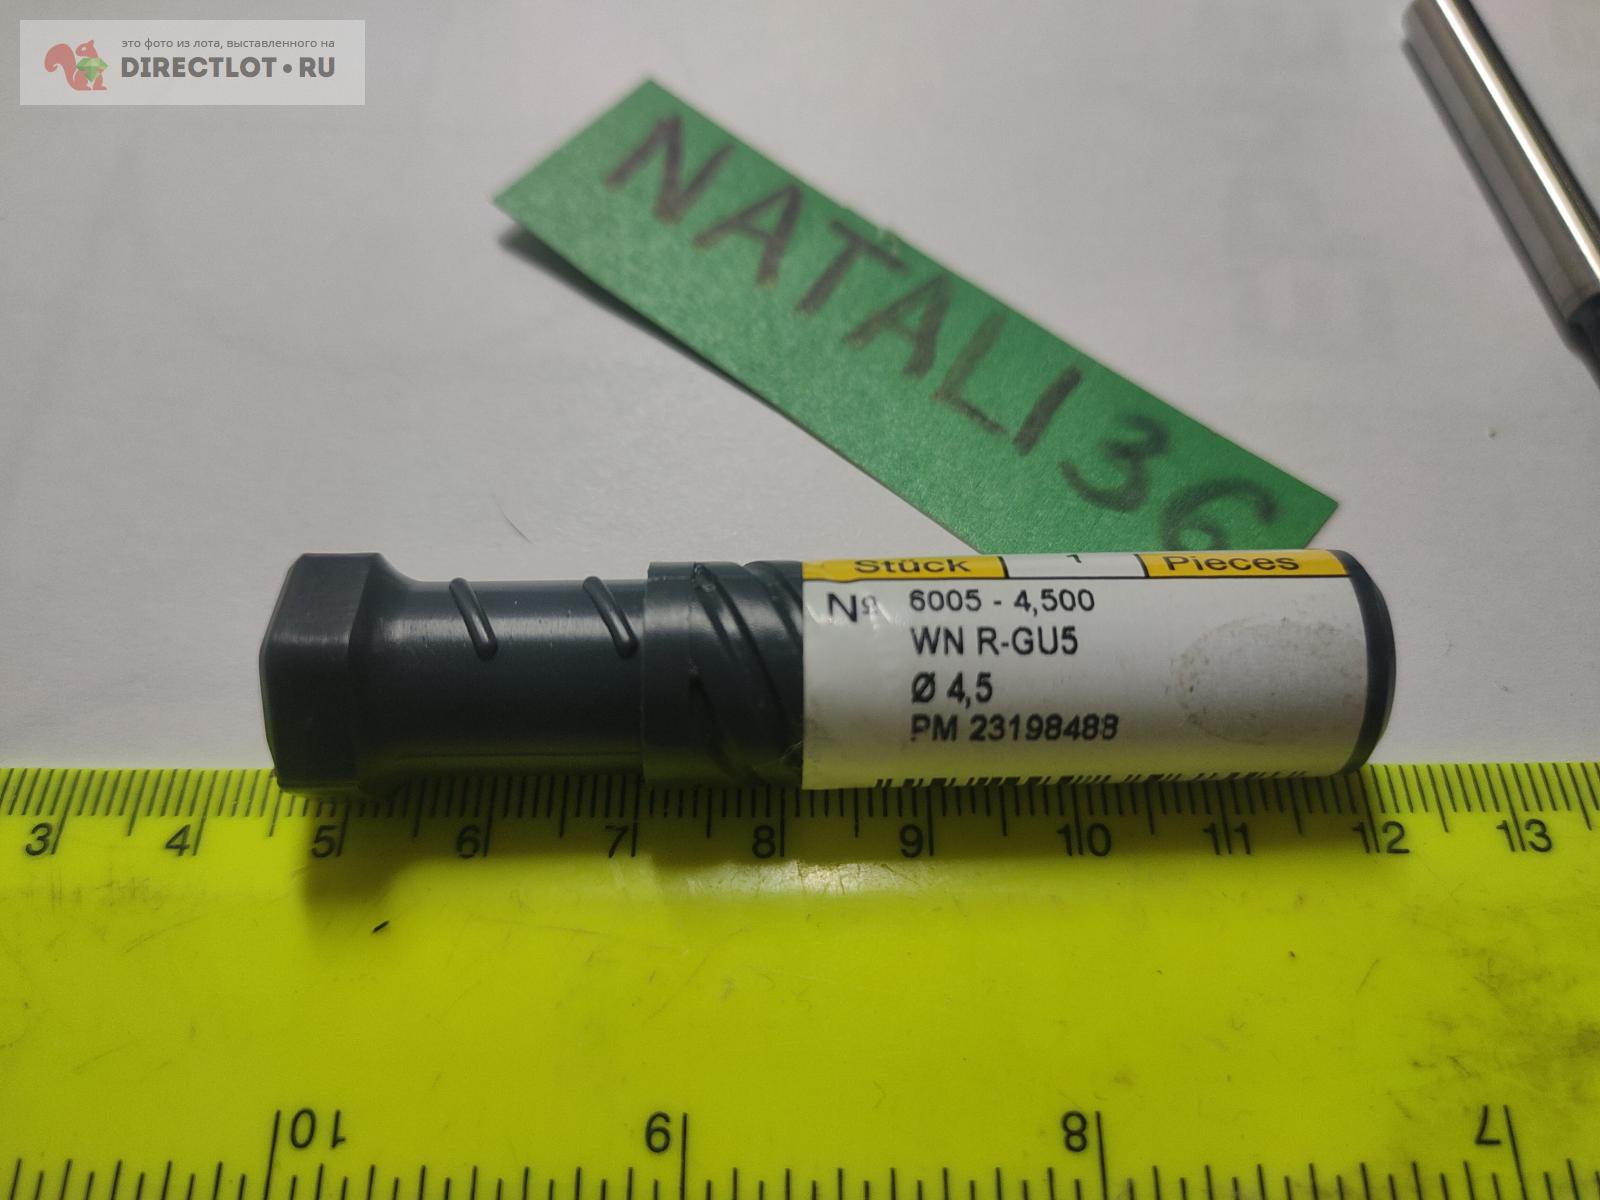 это фото из лота, выставленного на
DIRECTLOT•RU
NATALI36
Stück 1 Pieces
№ 6005 - 4,500
WN R-GU5
Ø 4,5
PM 23198488
3 4 5 6 7 8 9 10 11 12 13
10 9 8 7